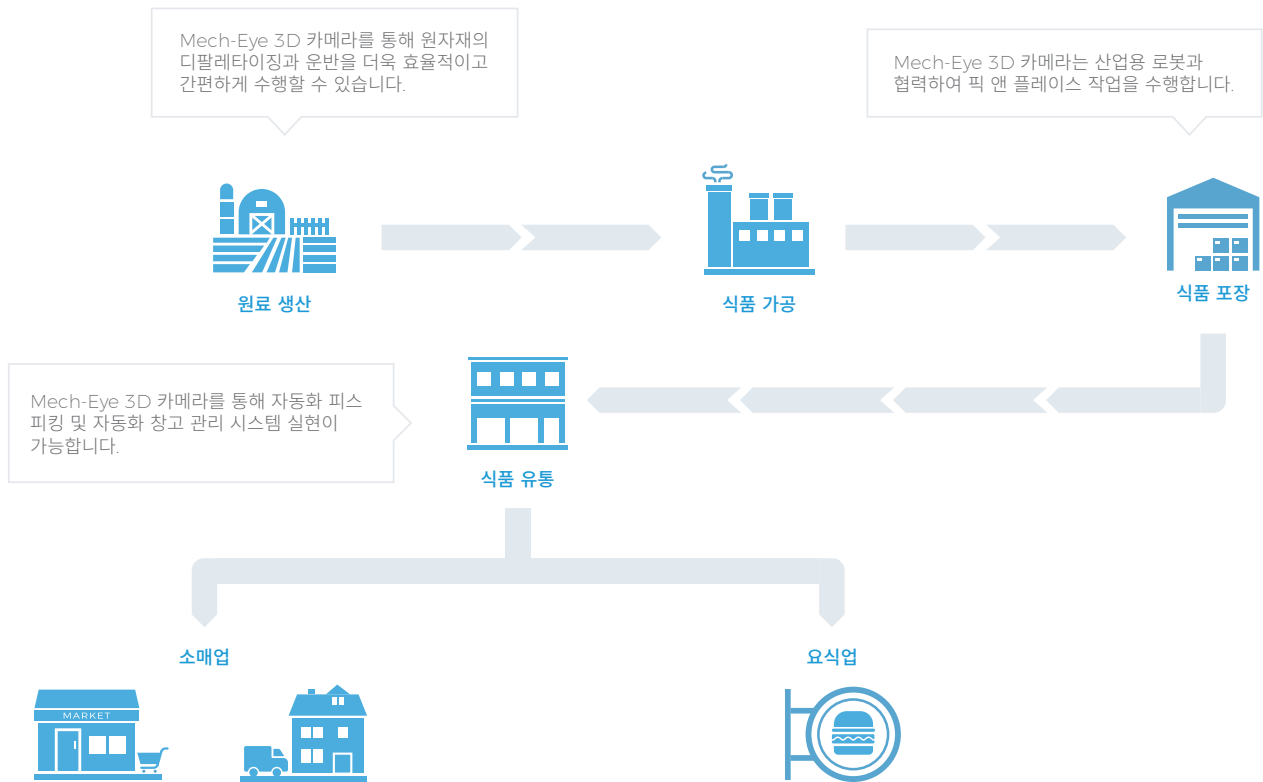 Mech-Eye 3D 카메라를 통해 원자재의
디팔레타이징과 운반을 더욱 효율적이고
간편하게 수행할 수 있습니다.
Mech-Eye 3D 카메라는 산업용 로봇과
협력하여 픽 앤 플레이스 작업을 수행합니다.
원료 생산
식품 가공
식품 포장
Mech-Eye 3D 카메라를 통해 자동화 피스
피킹 및 자동화 창고 관리 시스템 실현이
가능합니다.
식품 유통
소매업
요식업
MARKET